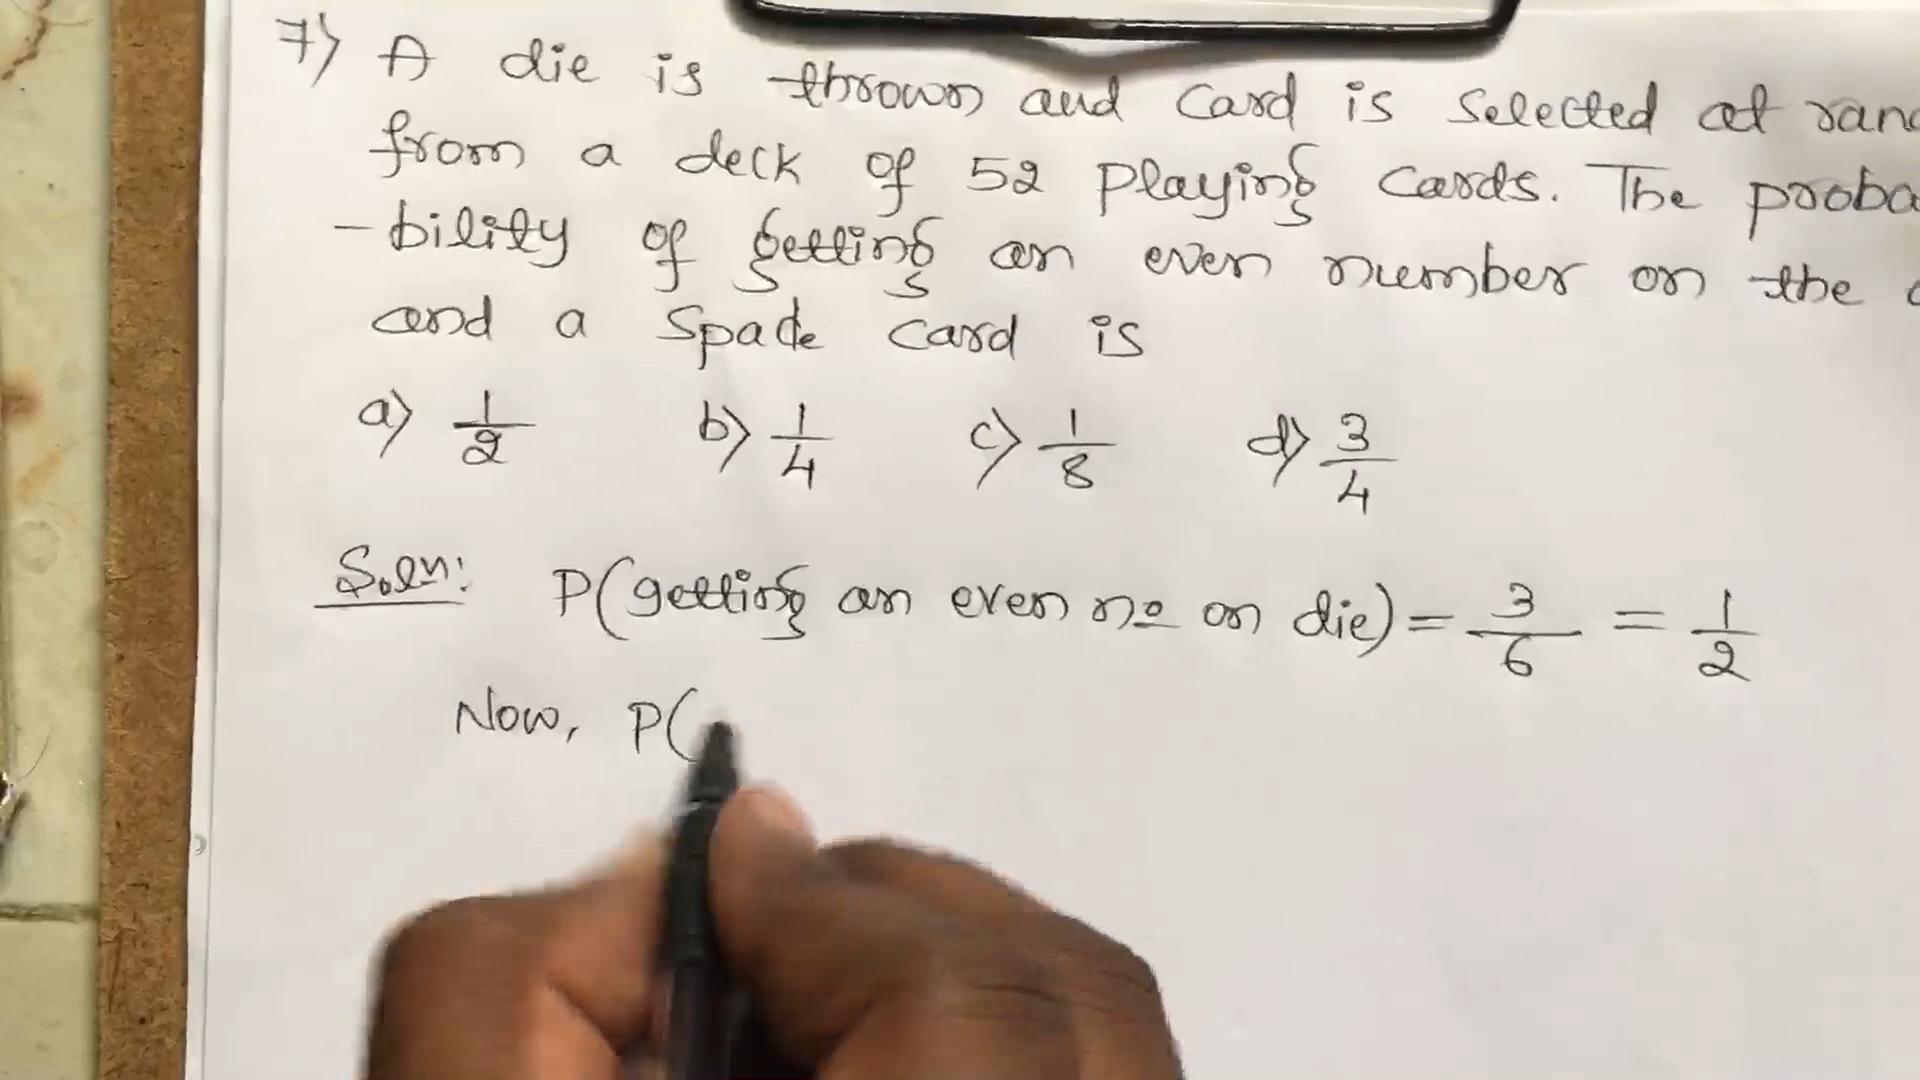 7) A die is thrown and card is selected at rand
from a deck of 52 playing cards. The proba
-bility of getting an even number on the d
and a spade card is
a) 1/2 b) 1/4 c) 1/8 d) 3/4
Soln: P(getting an even no on die) = 3/6 = 1/2
Now, P(